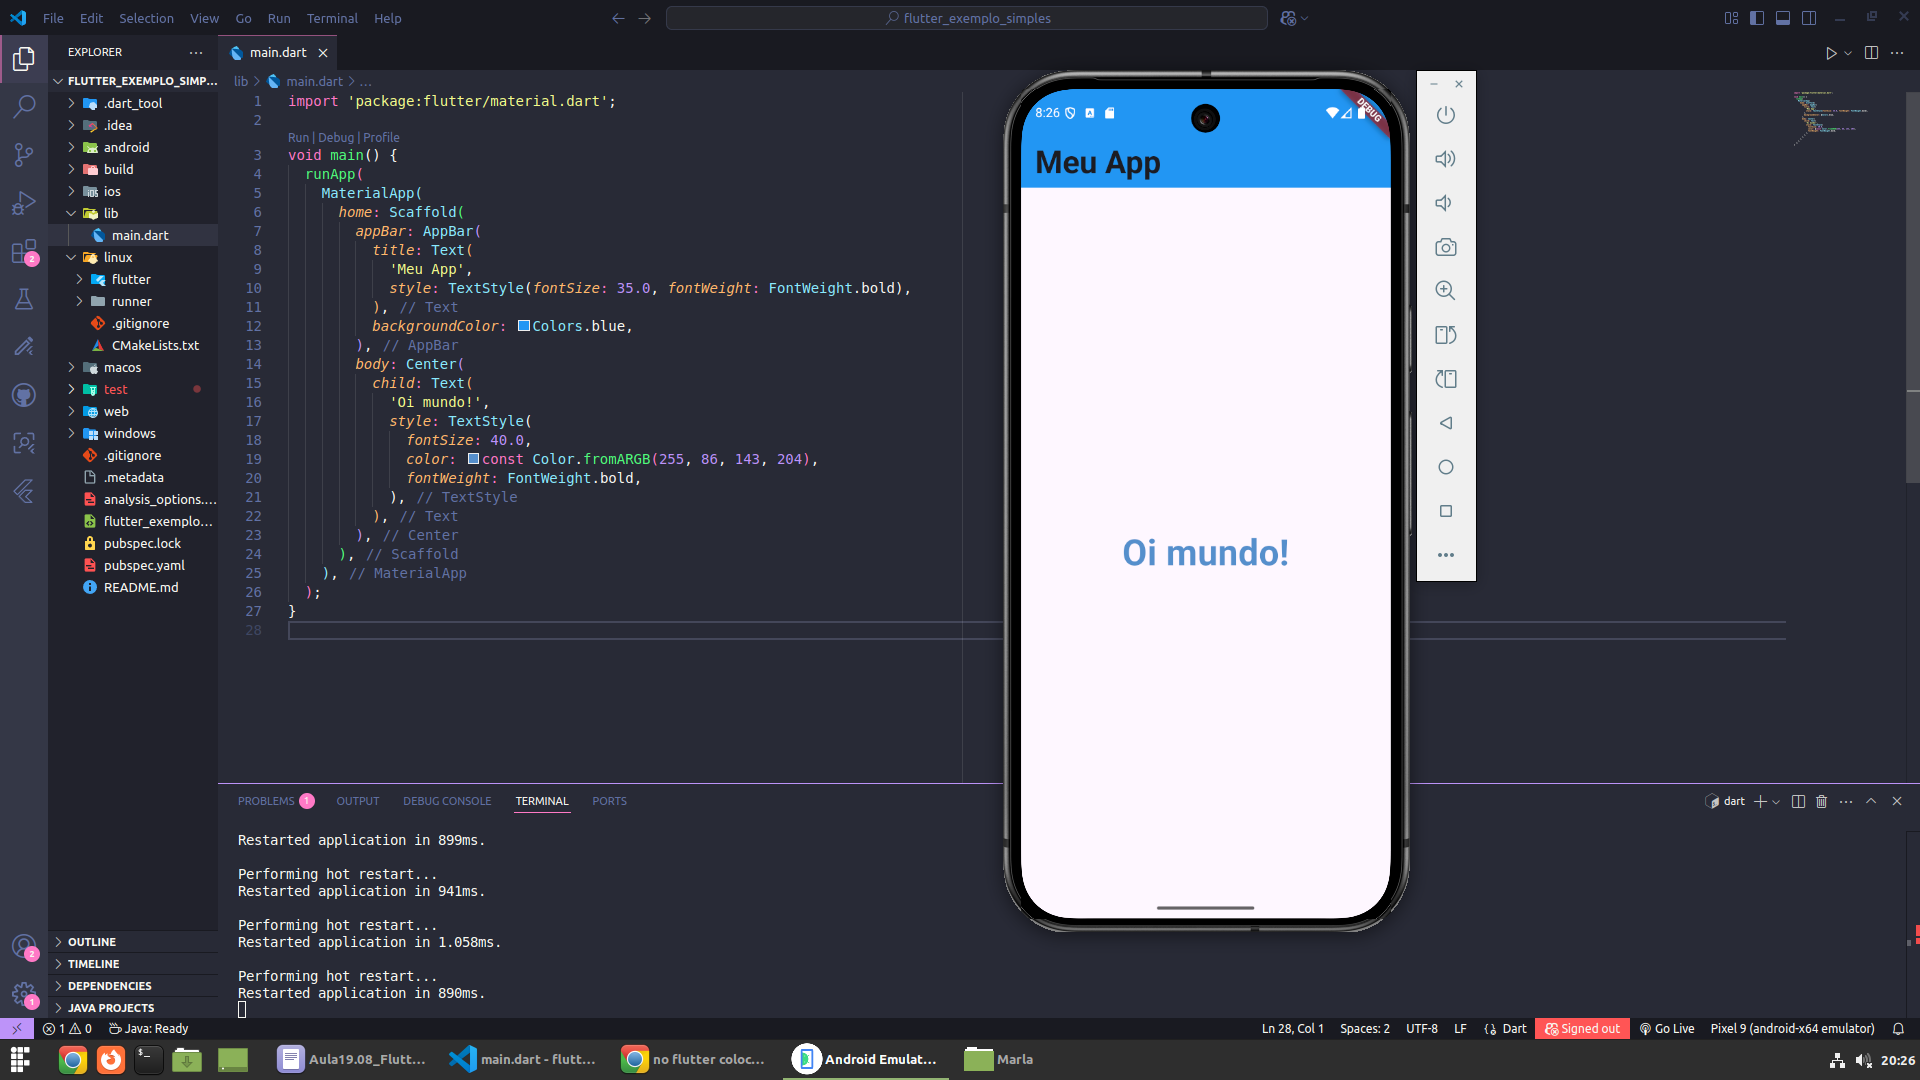 File Edit Selection View Go Run Terminal Help
flutter_exemplo_simples
EXPLORER
FLUTTER_EXEMPLO_SIMP...
.dart_tool
.idea
android
build
ios
lib
main.dart
linux
flutter
runner
.gitignore
CMakeLists.txt
macos
test
web
windows
.gitignore
.metadata
analysis_options....
flutter_exemplo...
pubspec.lock
pubspec.yaml
README.md
OUTLINE
TIMELINE
DEPENDENCIES
JAVA PROJECTS
2
2
1
main.dart
lib > main.dart > ...
1 import 'package:flutter/material.dart';
2
Run | Debug | Profile
3 void main() {
4 runApp(
5 MaterialApp(
6 home: Scaffold(
7 appBar: AppBar(
8 title: Text(
9 'Meu App',
10 style: TextStyle(fontSize: 35.0, fontWeight: FontWeight.bold),
11 ), // Text
12 backgroundColor: Colors.blue,
13 ), // AppBar
14 body: Center(
15 child: Text(
16 'Oi mundo!',
17 style: TextStyle(
18 fontSize: 40.0,
19 color: const Color.fromARGB(255, 86, 143, 204),
20 fontWeight: FontWeight.bold,
21 ), // TextStyle
22 ), // Text
23 ), // Center
24 ), // Scaffold
25 ), // MaterialApp
26 );
27 }
28
8:26
DEBUG
Meu App
Oi mundo!
PROBLEMS 1 OUTPUT DEBUG CONSOLE TERMINAL PORTS
dart
Restarted application in 899ms.
Performing hot restart...
Restarted application in 941ms.
Performing hot restart...
Restarted application in 1.058ms.
Performing hot restart...
Restarted application in 890ms.
1 0 Java: Ready
Ln 28, Col 1 Spaces: 2 UTF-8 LF Dart Signed out Go Live Pixel 9 (android-x64 emulator)
Aula19.08_Flutt... main.dart - flutt... no flutter coloc... Android Emulat... Marla
20:26